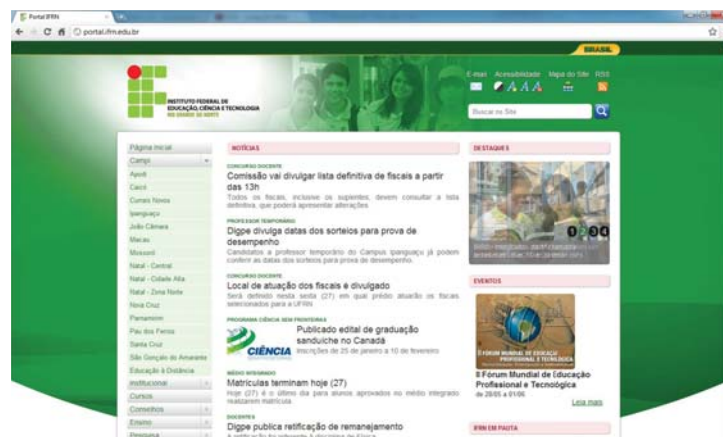 Portal IFRN
portal.ifrn.edu.br
BRASIL
E-mail Acessibilidade Mapa do Site RSS
A A A
INSTITUTO FEDERAL DE
EDUCAÇÃO, CIÊNCIA E TECNOLOGIA
RIO GRANDE DO NORTE
Buscar no Site
Página Inicial
Campi
Apodi
Caicó
Currais Novos
Ipanguaçu
João Câmara
Macau
Mossoró
Natal - Central
Natal - Cidade Alta
Natal - Zona Norte
Nova Cruz
Parnamirim
Pau dos Ferros
Santa Cruz
São Gonçalo do Amarante
Educação à Distância
Institucional
Cursos
Conselhos
Ensino
Pesquisa
NOTÍCIAS
CONCURSO DOCENTE
Comissão vai divulgar lista definitiva de fiscais a partir
das 13h
Todos os fiscais, inclusive os suplentes, devem consultar a lista
definitiva, que poderá apresentar alterações
PROFESSOR TEMPORÁRIO
Digpe divulga datas dos sorteios para prova de
desempenho
Candidatos a professor temporário do Campus Ipanguaçu já podem
conferir as datas dos sorteios para prova de desempenho.
CONCURSO DOCENTE
Local de atuação dos fiscais é divulgado
Será definido nesta sexta (27) em qual prédio atuarão os fiscais
selecionados para a UFRN
PROGRAMA CIÊNCIA SEM FRONTEIRAS
CIÊNCIA
Publicado edital de graduação
sanduíche no Canadá
Inscrições de 25 de janeiro a 10 de fevereiro
MÉDIO INTEGRADO
Matrículas terminam hoje (27)
Hoje (27) é o último dia para alunos aprovados no médio integrado
realizarem matrícula.
DOCENTES
Digpe publica retificação de remanejamento
A retificação foi referente à disciplina de Física
DESTAQUES
1 2 3 4
EVENTOS
II FÓRUM MUNDIAL DE EDUCAÇÃO
PROFISSIONAL E TECNOLÓGICA
II Fórum Mundial de Educação
Profissional e Tecnológica
de 28/05 a 01/06
Leia mais
IFRN EM PAUTA